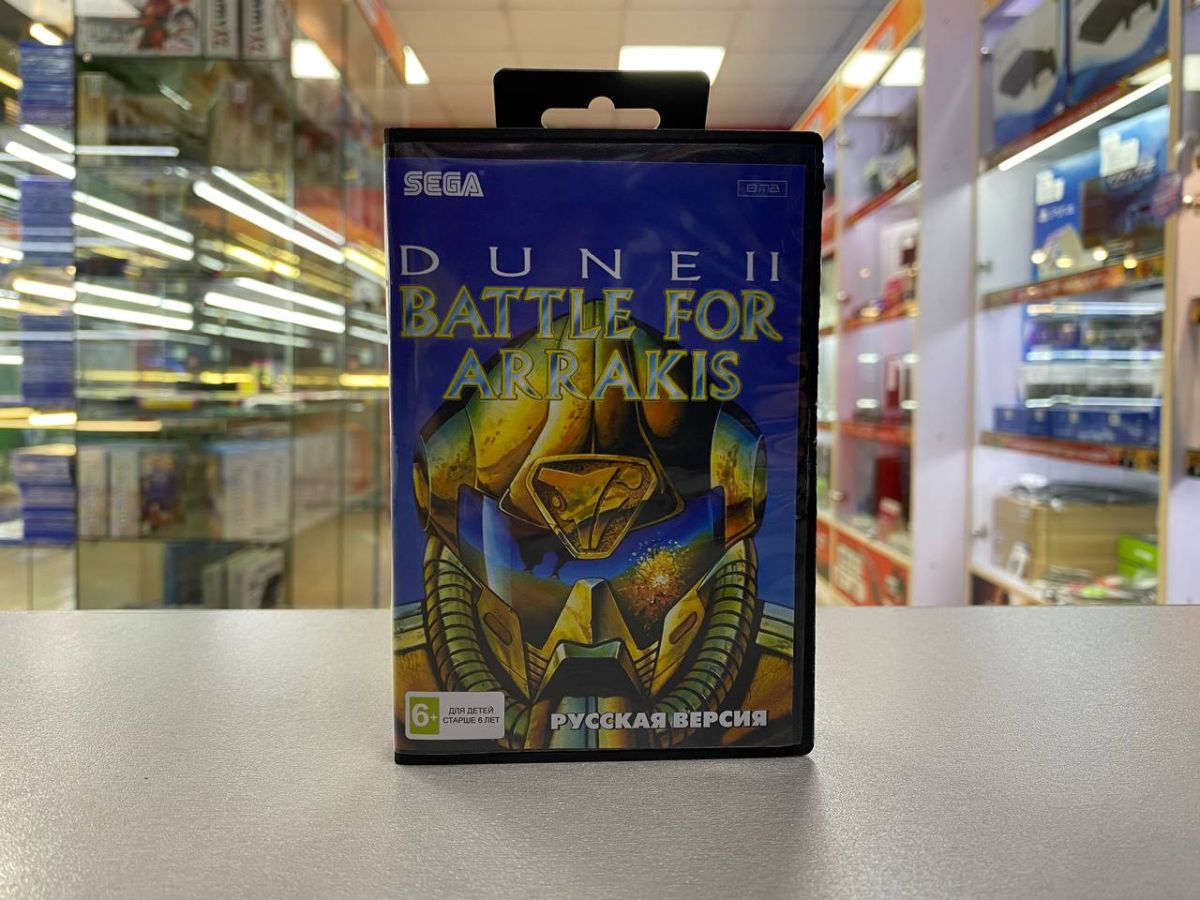 SEGA
DUNE II
BATTLE FOR
ARRAKIS
6+
ДЛЯ ДЕТЕЙ
СТАРШЕ 6 ЛЕТ
РУССКАЯ ВЕРСИЯ